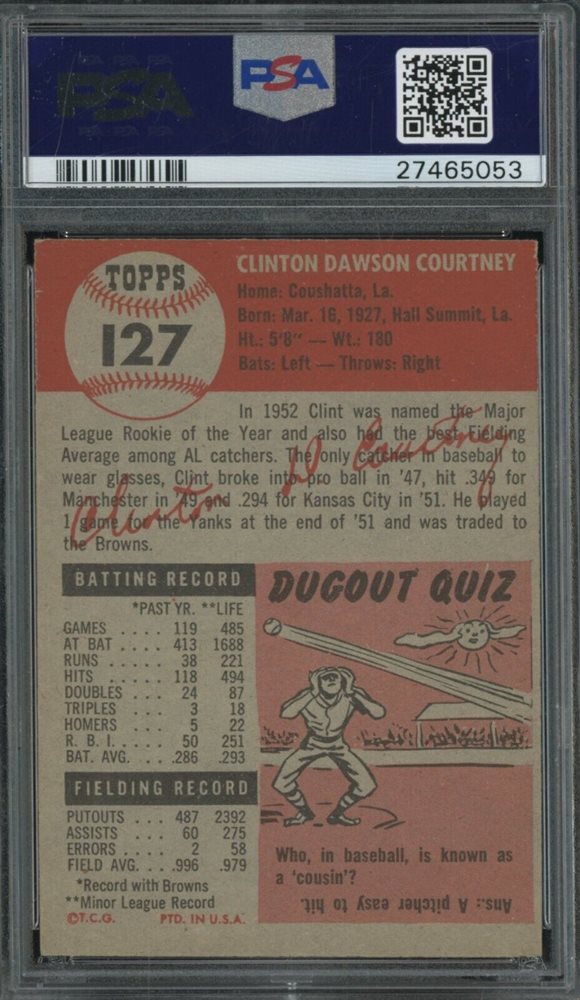 PSA
PSA
27465053
TOPPS
127
CLINTON DAWSON COURTNEY
Home: Coushatta, La.
Born: Mar. 16, 1927, Hall Summit, La.
Ht.: 5'8" — Wt.: 180
Bats: Left — Throws: Right
In 1952 Clint was named the Major
League Rookie of the Year and also had the best Fielding
Average among AL catchers. The only catcher in baseball to
wear glasses, Clint broke into pro ball in '47, hit .349 for
Manchester in '49 and .294 for Kansas City in '51. He played
1 game for the Yanks at the end of '51 and was traded to
the Browns.
Clinton D Courtney
BATTING RECORD
*PAST YR. **LIFE
GAMES .... 119 485
AT BAT .... 413 1688
RUNS .... 38 221
HITS ..... 118 494
DOUBLES ... 24 87
TRIPLES ... 3 18
HOMERS ... 5 22
R. B. I. ..... 50 251
BAT. AVG. ... .286 .293
FIELDING RECORD
PUTOUTS ... 487 2392
ASSISTS ... 60 275
ERRORS .... 2 58
FIELD AVG. ... .996 .979
*Record with Browns
**Minor League Record
©T.C.G. PTD. IN U.S.A.
DUGOUT QUIZ
Who, in baseball, is known as
a 'cousin'?
Ans.: A pitcher easy to hit.